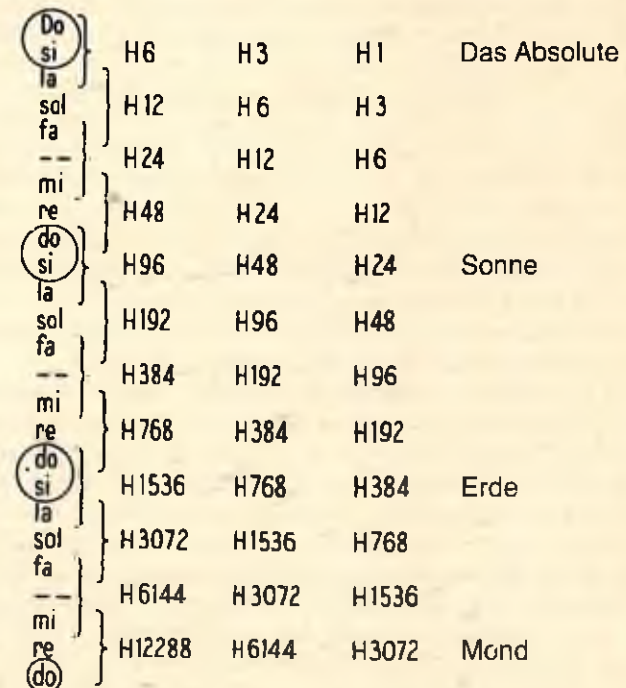 Do
si H6 H3 H1 Das Absolute
la
sol H12 H6 H3
fa
-- H24 H12 H6
mi
re H48 H24 H12
do
si H96 H48 H24 Sonne
la
sol H192 H96 H48
fa
-- H384 H192 H96
mi
re H768 H384 H192
do
si H1536 H768 H384 Erde
la
sol H3072 H1536 H768
fa
-- H6144 H3072 H1536
mi
re H12288 H6144 H3072 Mond
do